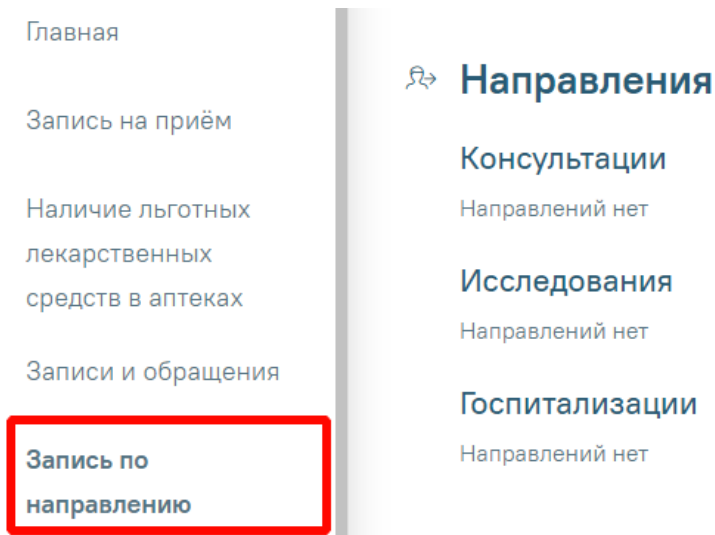 Главная
Запись на приём
Наличие льготных
лекарственных
средств в аптеках
Записи и обращения
Запись по
направлению
Направления
Консультации
Направлений нет
Исследования
Направлений нет
Госпитализации
Направлений нет